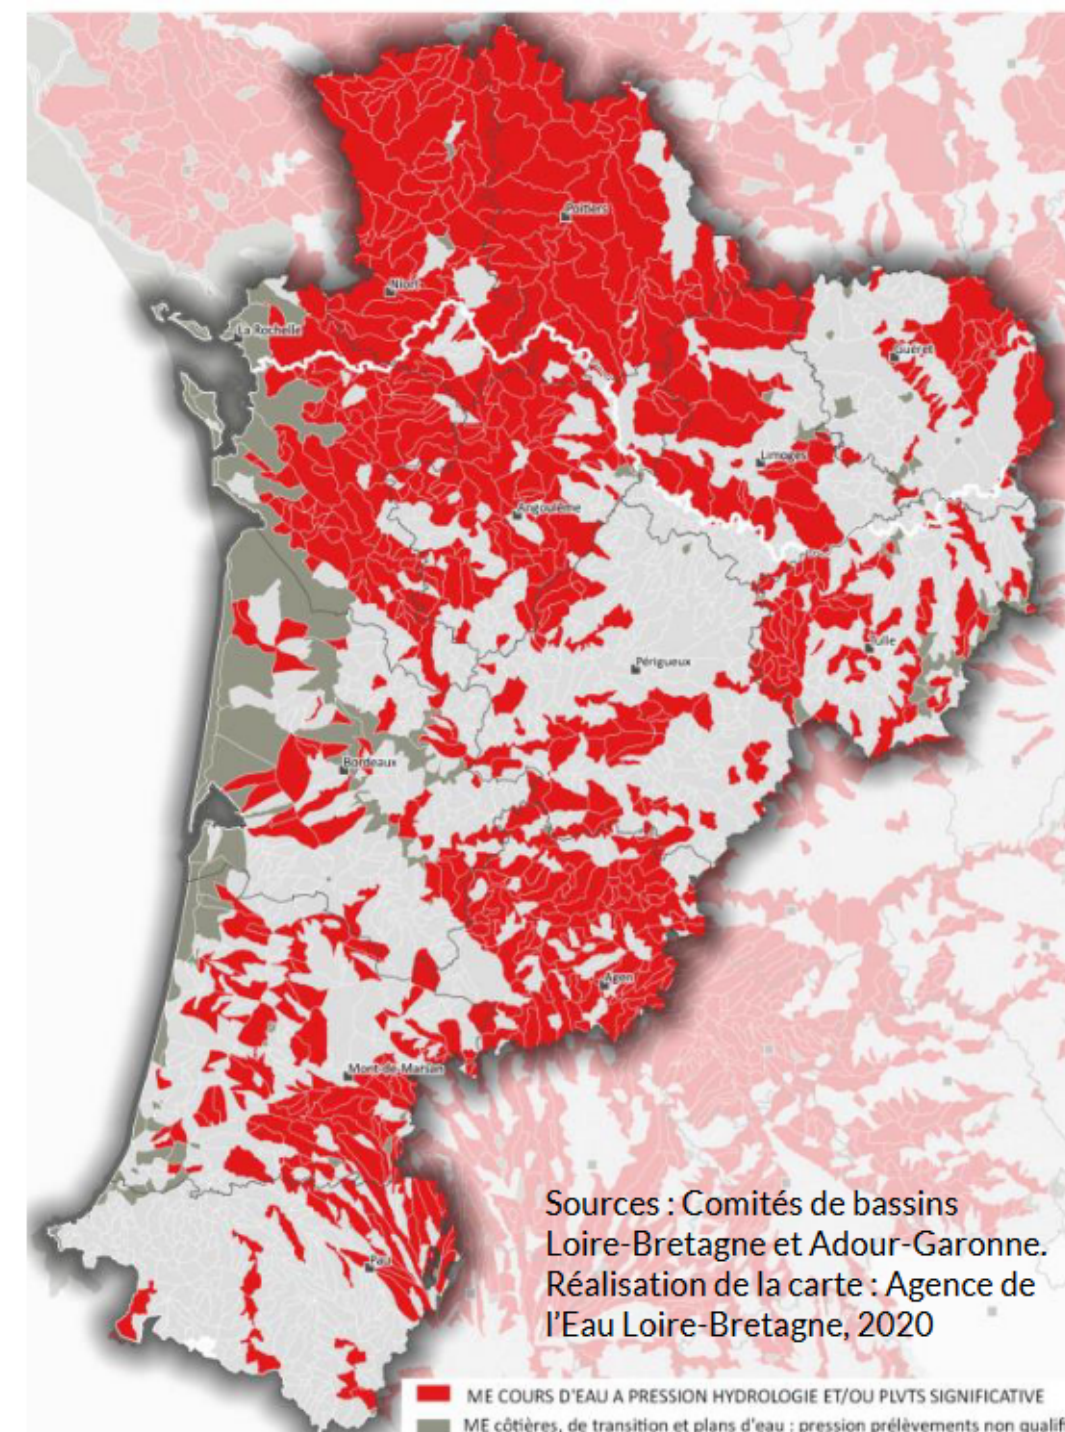 Poitiers
Niort
La Rochelle
Guéret
Limoges
Angoulême
Tulle
Périgueux
Bordeaux
Agen
Mont-de-Marsan
Pau
Sources : Comités de bassins
Loire-Bretagne et Adour-Garonne.
Réalisation de la carte : Agence de
l'Eau Loire-Bretagne, 2020
ME COURS D'EAU A PRESSION HYDROLOGIE ET/OU PLVTS SIGNIFICATIVE
ME côtières, de transition et plans d'eau : pression prélèvements non qualif